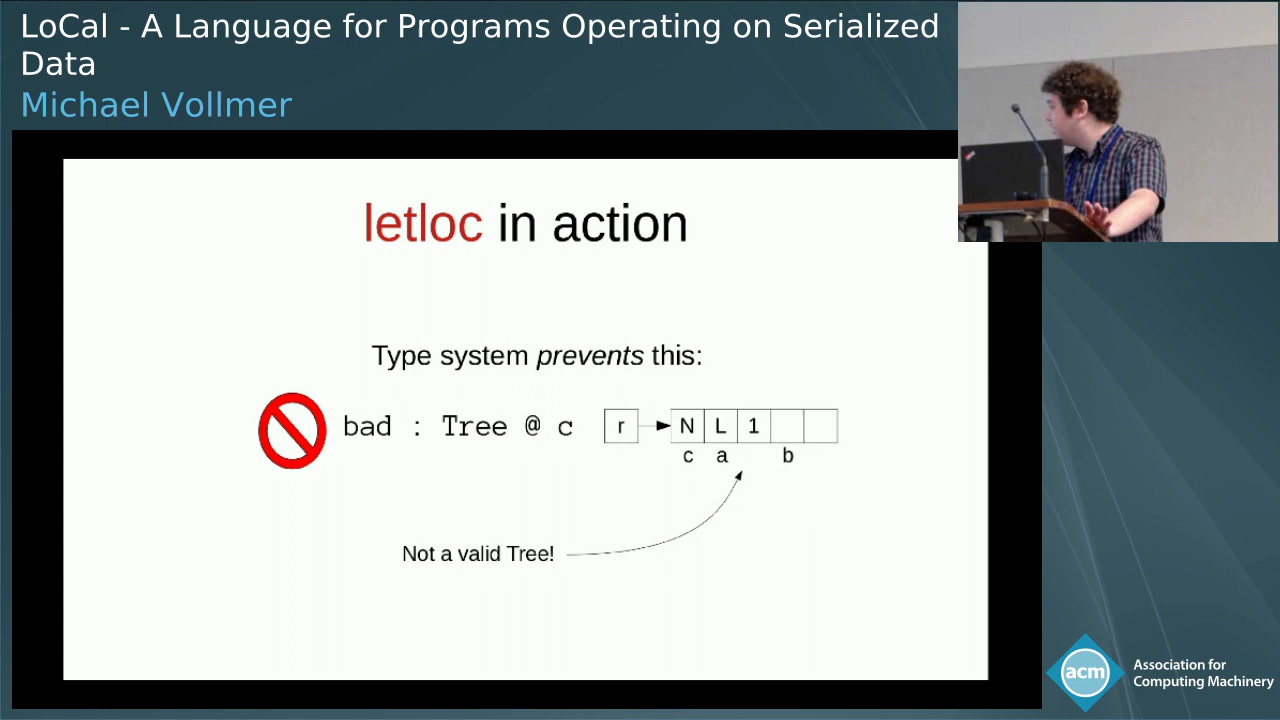 LoCal - A Language for Programs Operating on Serialized
Data
Michael Vollmer
letloc in action
Type system prevents this:
bad : Tree @ c r N L 1
c a b
Not a valid Tree!
acm Association for
Computing Machinery